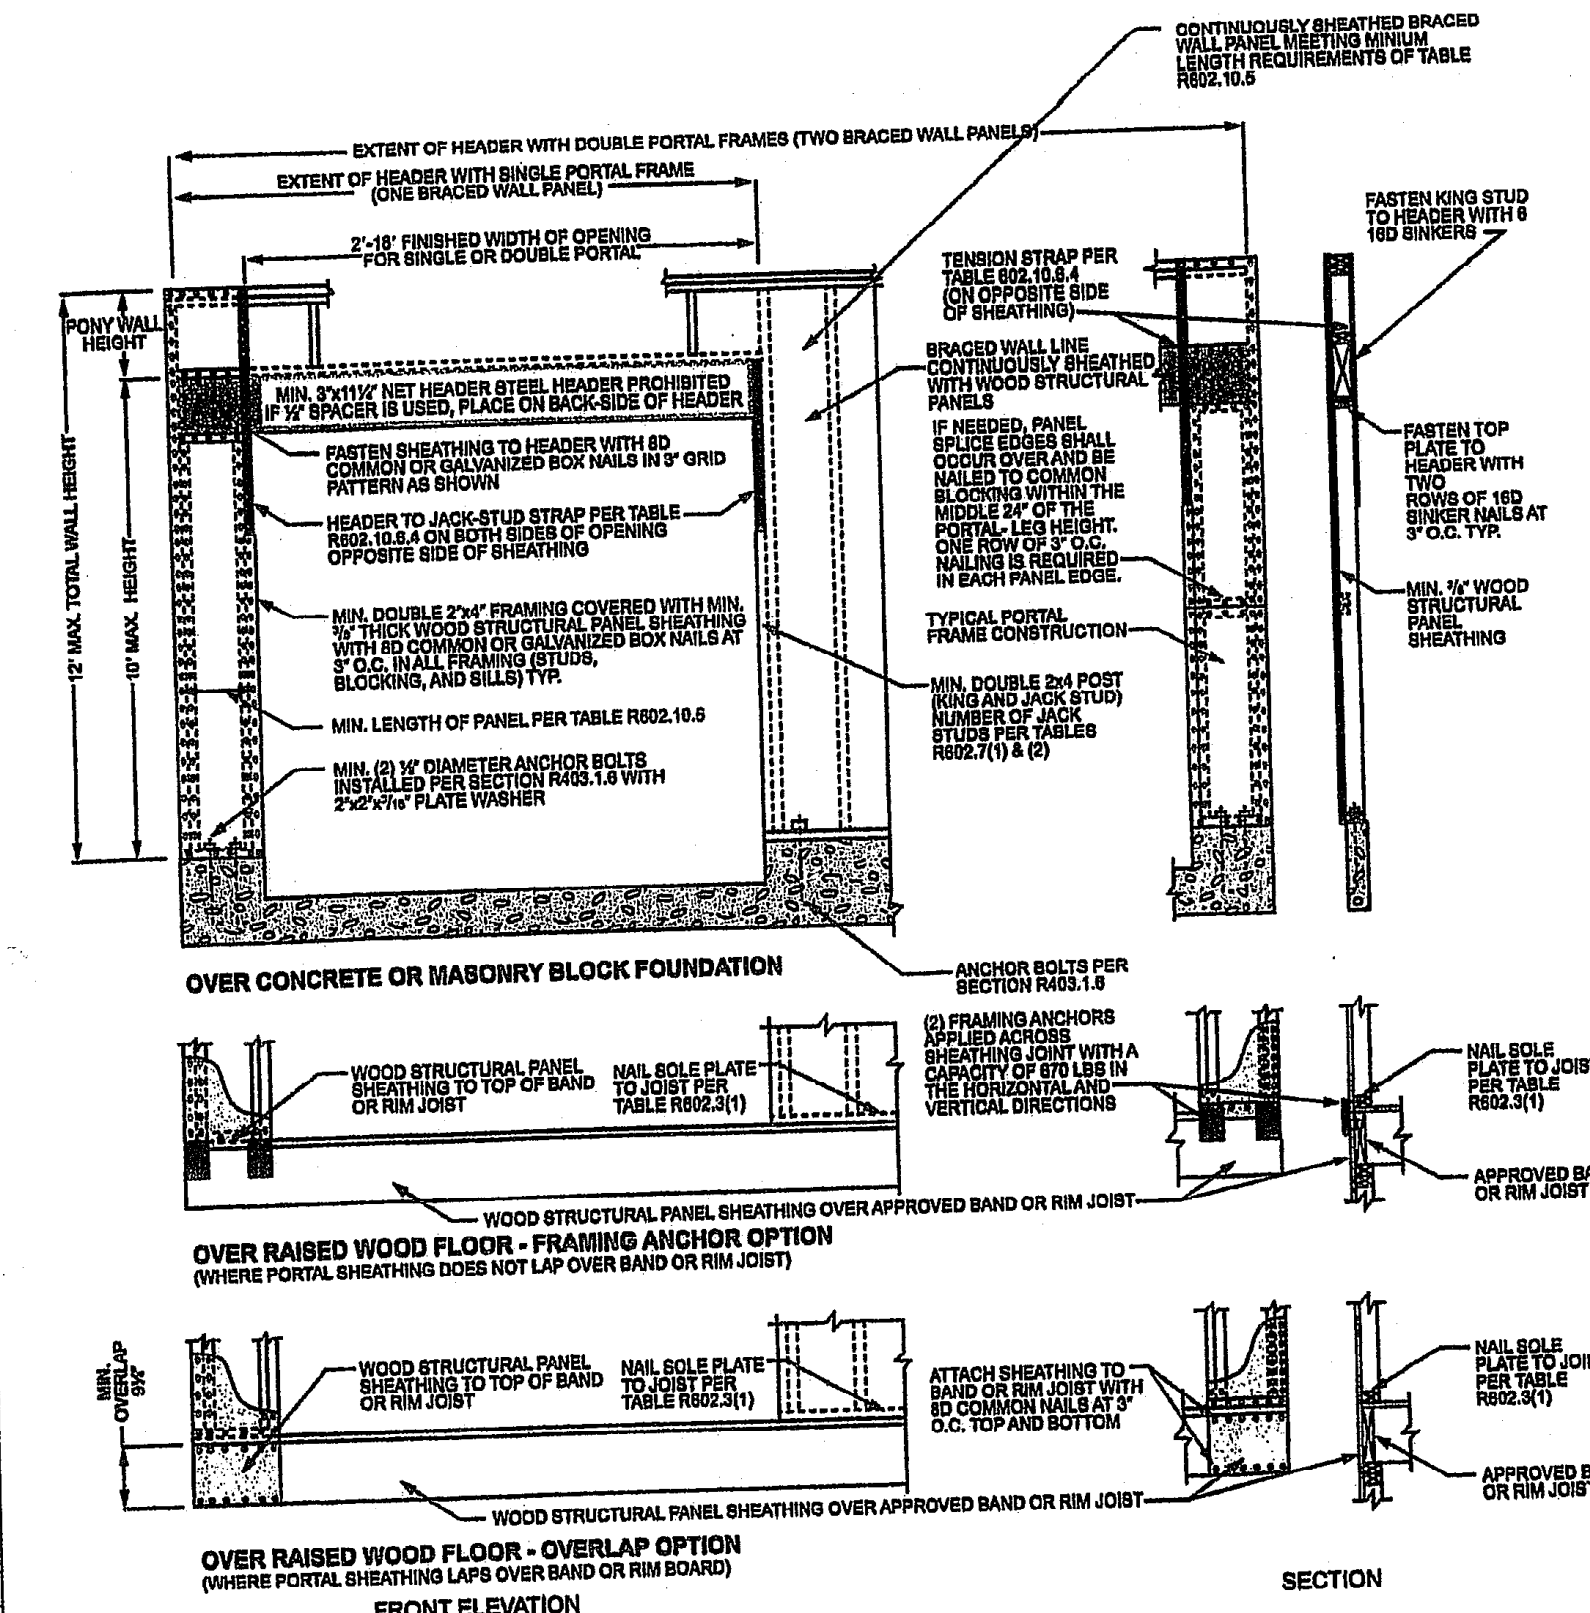 CONTINUOUSLY SHEATHED BRACED
WALL PANEL MEETING MINIUM
LENGTH REQUIREMENTS OF TABLE
R602.10.5
EXTENT OF HEADER WITH DOUBLE PORTAL FRAMES (TWO BRACED WALL PANELS)
EXTENT OF HEADER WITH SINGLE PORTAL FRAME
(ONE BRACED WALL PANEL)
2'-18' FINISHED WIDTH OF OPENING
FOR SINGLE OR DOUBLE PORTAL
FASTEN KING STUD
TO HEADER WITH 6
16D SINKERS
TENSION STRAP PER
TABLE 602.10.6.4
(ON OPPOSITE SIDE
OF SHEATHING)
PONY WALL
HEIGHT
BRACED WALL LINE
CONTINUOUSLY SHEATHED
WITH WOOD STRUCTURAL
PANELS
MIN. 3"x11¼" NET HEADER STEEL HEADER PROHIBITED
IF ½" SPACER IS USED, PLACE ON BACK-SIDE OF HEADER
12' MAX. TOTAL WALL HEIGHT
10' MAX. HEIGHT
FASTEN SHEATHING TO HEADER WITH 8D
COMMON OR GALVANIZED BOX NAILS IN 3" GRID
PATTERN AS SHOWN
HEADER TO JACK-STUD STRAP PER TABLE
R602.10.6.4 ON BOTH SIDES OF OPENING
OPPOSITE SIDE OF SHEATHING
IF NEEDED, PANEL
SPLICE EDGES SHALL
OCCUR OVER AND BE
NAILED TO COMMON
BLOCKING WITHIN THE
MIDDLE 24" OF THE
PORTAL- LEG HEIGHT.
ONE ROW OF 3" O.C.
NAILING IS REQUIRED
IN EACH PANEL EDGE.
FASTEN TOP
PLATE TO
HEADER WITH
TWO
ROWS OF 16D
SINKER NAILS AT
3" O.C. TYP.
MIN. DOUBLE 2"x4" FRAMING COVERED WITH MIN.
⅜" THICK WOOD STRUCTURAL PANEL SHEATHING
WITH 8D COMMON OR GALVANIZED BOX NAILS AT
3" O.C. IN ALL FRAMING (STUDS,
BLOCKING, AND SILLS) TYP.
TYPICAL PORTAL
FRAME CONSTRUCTION
MIN. ⅜" WOOD
STRUCTURAL
PANEL
SHEATHING
MIN. LENGTH OF PANEL PER TABLE R602.10.5
MIN. DOUBLE 2x4 POST
(KING AND JACK STUD)
NUMBER OF JACK
STUDS PER TABLES
R602.7(1) & (2)
MIN. (2) ½" DIAMETER ANCHOR BOLTS
INSTALLED PER SECTION R403.1.6 WITH
2"x2"x3/16" PLATE WASHER
OVER CONCRETE OR MASONRY BLOCK FOUNDATION
ANCHOR BOLTS PER
SECTION R403.1.6
WOOD STRUCTURAL PANEL
SHEATHING TO TOP OF BAND
OR RIM JOIST
NAIL SOLE PLATE
TO JOIST PER
TABLE R602.3(1)
(2) FRAMING ANCHORS
APPLIED ACROSS
SHEATHING JOINT WITH A
CAPACITY OF 670 LBS IN
THE HORIZONTAL AND
VERTICAL DIRECTIONS
NAIL SOLE
PLATE TO JOIS
PER TABLE
R602.3(1)
APPROVED BA
OR RIM JOIST
WOOD STRUCTURAL PANEL SHEATHING OVER APPROVED BAND OR RIM JOIST
OVER RAISED WOOD FLOOR - FRAMING ANCHOR OPTION
(WHERE PORTAL SHEATHING DOES NOT LAP OVER BAND OR RIM JOIST)
MIN.
OVERLAP
9¼"
WOOD STRUCTURAL PANEL
SHEATHING TO TOP OF BAND
OR RIM JOIST
NAIL SOLE PLATE
TO JOIST PER
TABLE R602.3(1)
ATTACH SHEATHING TO
BAND OR RIM JOIST WITH
8D COMMON NAILS AT 3"
O.C. TOP AND BOTTOM
NAIL SOLE
PLATE TO JOI
PER TABLE
R602.3(1)
APPROVED B
OR RIM JOIST
WOOD STRUCTURAL PANEL SHEATHING OVER APPROVED BAND OR RIM JOIST
OVER RAISED WOOD FLOOR - OVERLAP OPTION
(WHERE PORTAL SHEATHING LAPS OVER BAND OR RIM BOARD)
FRONT ELEVATION
SECTION